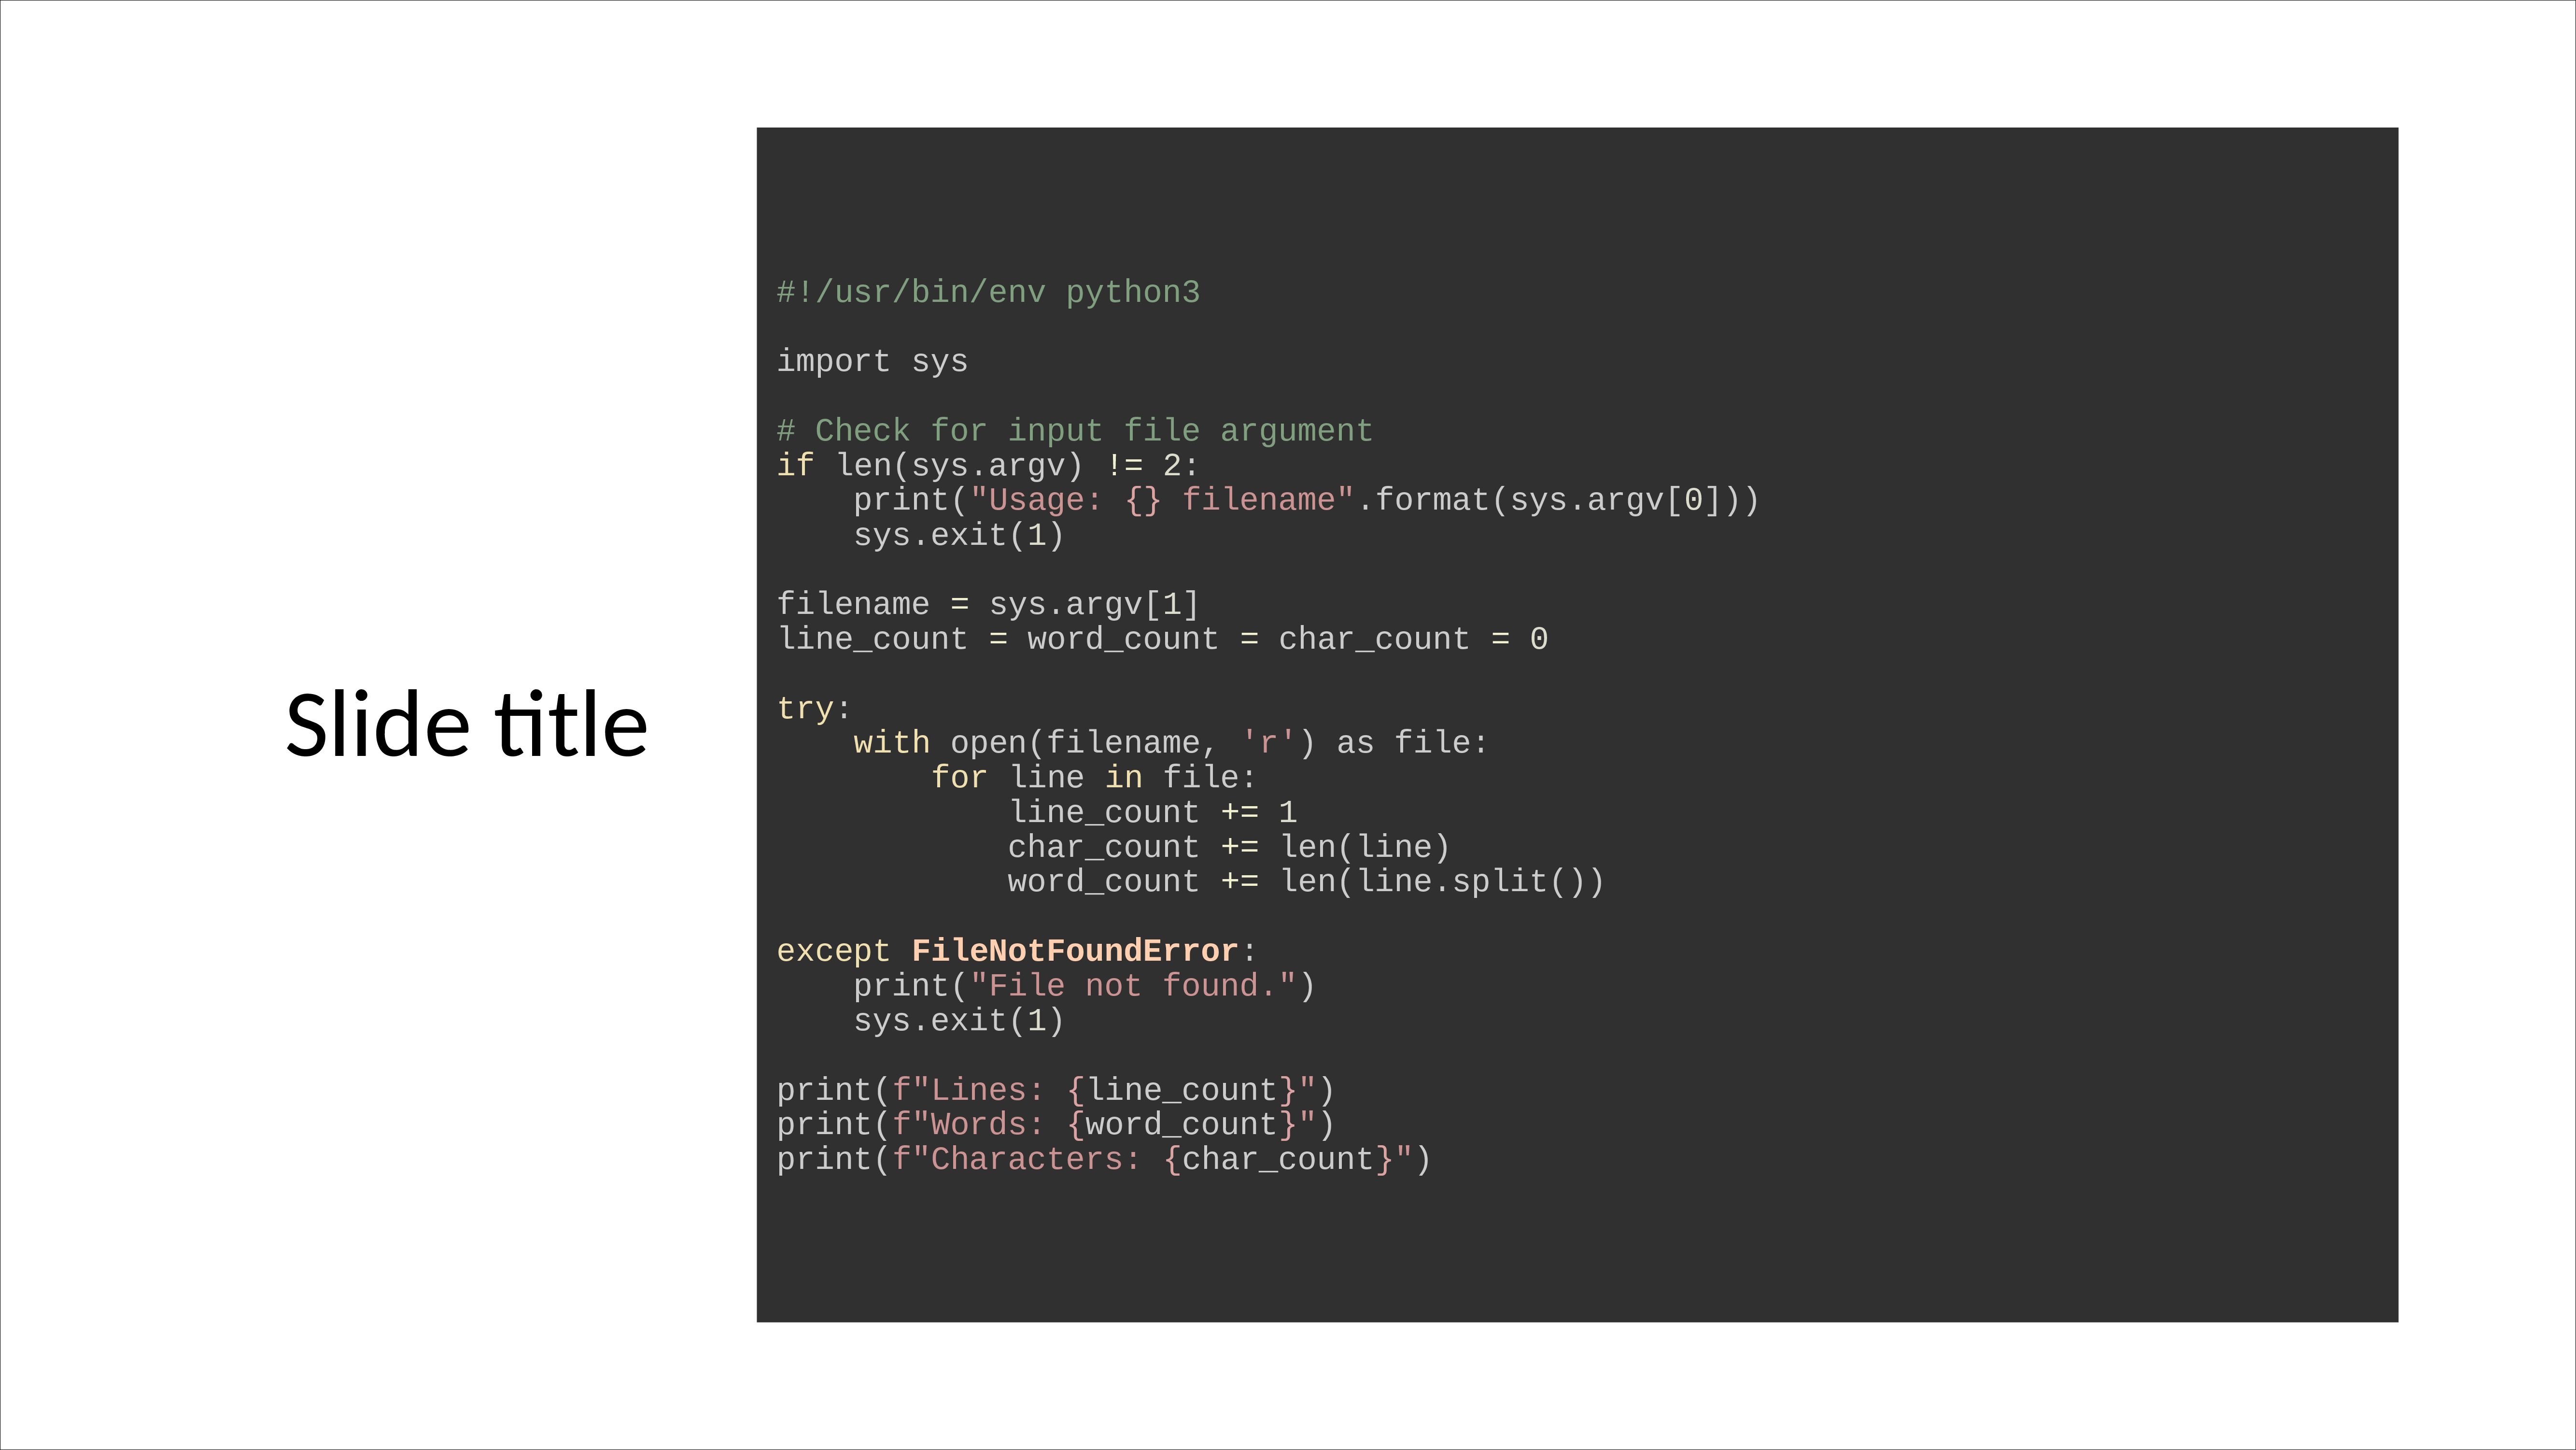 Slide title
#!/usr/bin/env python3
import sys
# Check for input file argument
if len(sys.argv) != 2:
    print("Usage: {} filename".format(sys.argv[0]))
    sys.exit(1)
filename = sys.argv[1]
line_count = word_count = char_count = 0
try:
    with open(filename, 'r') as file:
        for line in file:
            line_count += 1
            char_count += len(line)
            word_count += len(line.split())
except FileNotFoundError:
    print("File not found.")
    sys.exit(1)
print(f"Lines: {line_count}")
print(f"Words: {word_count}")
print(f"Characters: {char_count}")